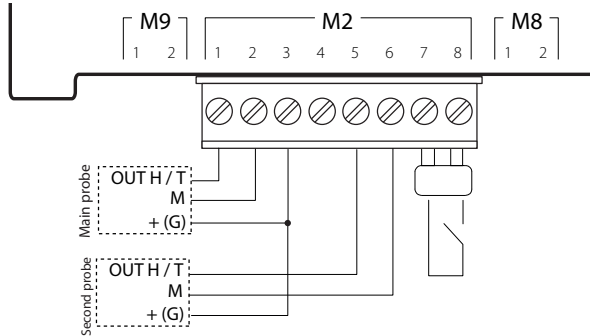 M9 M2 M8
1 2 1 2 3 4 5 6 7 8 1 2
Main probe
OUT H / T
M
+ (G)
Second probe
OUT H / T
M
+ (G)